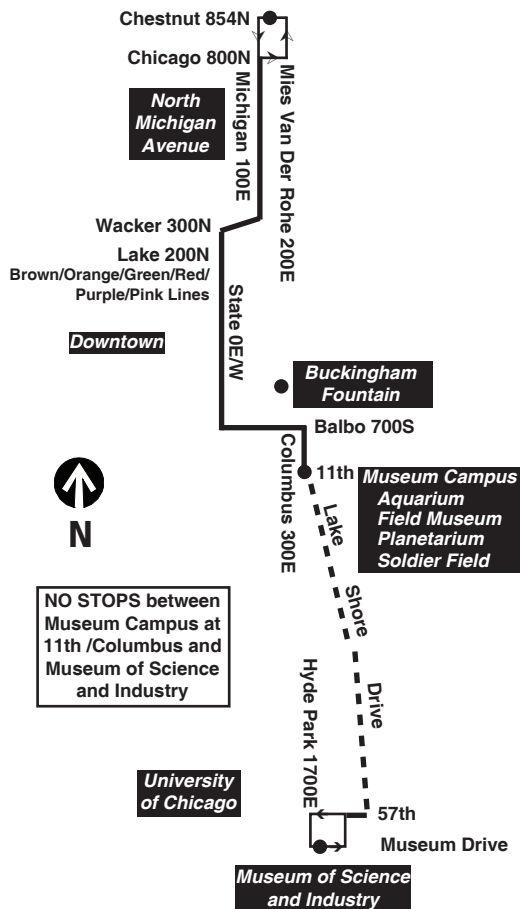 Chestnut 854N
Chicago 800N
North
Michigan
Avenue
Michigan 100E
Mies Van Der Rohe 200E
Wacker 300N
Lake 200N
Brown/Orange/Green/Red/
Purple/Pink Lines
State 0E/W
Downtown
Buckingham
Fountain
Balbo 700S
Columbus 300E
11th
Museum Campus
Aquarium
Field Museum
Planetarium
Soldier Field
N
Lake
Shore
Drive
NO STOPS between
Museum Campus at
11th /Columbus and
Museum of Science
and Industry
Hyde Park 1700E
University
of Chicago
57th
Museum Drive
Museum of Science
and Industry